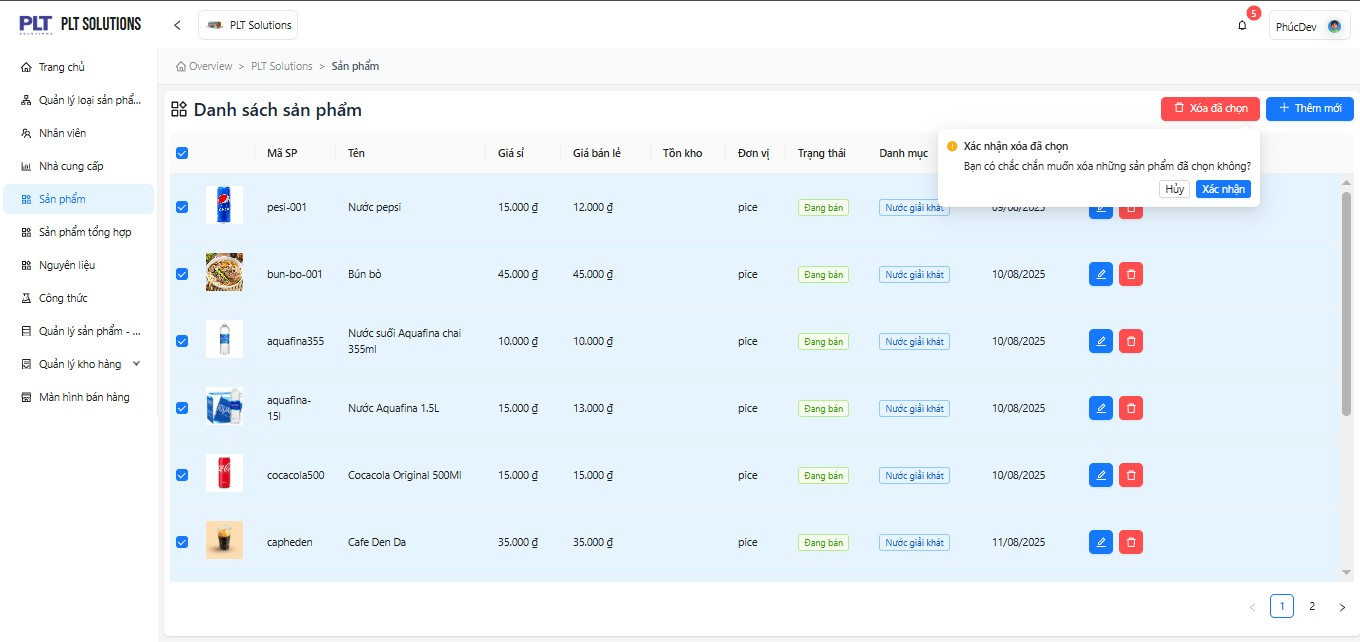 PLT SOLUTIONS
PLT SOLUTIONS
PLT Solutions
5
PhúcDev
Trang chủ
Quản lý loại sản phẩ...
Nhân viên
Nhà cung cấp
Sản phẩm
Sản phẩm tổng hợp
Nguyên liệu
Công thức
Quản lý sản phẩm - ...
Quản lý kho hàng
Màn hình bán hàng
Overview > PLT Solutions > Sản phẩm
Danh sách sản phẩm
Xóa đã chọn
Thêm mới
Xác nhận xóa đã chọn
Bạn có chắc chắn muốn xóa những sản phẩm đã chọn không?
Hủy Xác nhận
Mã SP Tên Giá sỉ Giá bán lẻ Tồn kho Đơn vị Trạng thái Danh mục
pesi-001 Nước pepsi 15.000 ₫ 12.000 ₫ pice Đang bán Nước giải khát 09/08/2025
bun-bo-001 Bún bò 45.000 ₫ 45.000 ₫ pice Đang bán Nước giải khát 10/08/2025
aquafina355 Nước suối Aquafina chai
355ml 10.000 ₫ 10.000 ₫ pice Đang bán Nước giải khát 10/08/2025
aquafina-
15l Nước Aquafina 1.5L 15.000 ₫ 13.000 ₫ pice Đang bán Nước giải khát 10/08/2025
cocacola500 Cocacola Original 500Ml 15.000 ₫ 15.000 ₫ pice Đang bán Nước giải khát 10/08/2025
capheden Cafe Den Da 35.000 ₫ 35.000 ₫ pice Đang bán Nước giải khát 11/08/2025
< 1 2 >